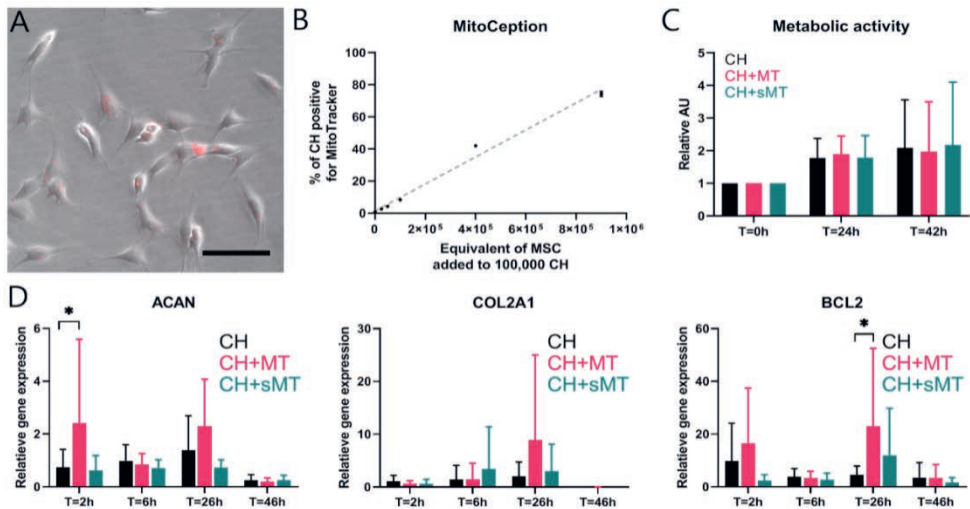 A
B
MitoCeption
% of CH positive
for MitoTracker
100
80
60
40
20
0
0
2×10⁵
4×10⁵
6×10⁵
8×10⁵
1×10⁶
Equivalent of MSC
added to 100,000 CH
C
Metabolic activity
CH
CH+MT
CH+sMT
Relative AU
5
4
3
2
1
0
T=0h
T=24h
T=42h
D
ACAN
*
CH
CH+MT
CH+sMT
Relatieve gene expression
6
4
2
0
T=2h
T=6h
T=26h
T=46h
COL2A1
CH
CH+MT
CH+sMT
Relatieve gene expression
30
20
10
0
T=2h
T=6h
T=26h
T=46h
BCL2
*
CH
CH+MT
CH+sMT
Relatieve gene expression
60
40
20
0
T=2h
T=6h
T=26h
T=46h